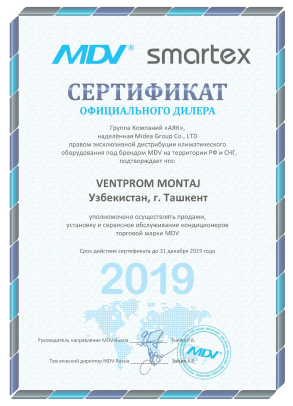 MDV® smartex
СЕРТИФИКАТ
ОФИЦИАЛЬНОГО ДИЛЕРА
Группа Компаний «АЯК»,
наделённая Midea Group Co., LTD
правом эксклюзивной дистрибуции климатического
оборудования под брендом MDV на территории РФ и СНГ,
подтверждает что:
VENTPROM MONTAJ
Узбекистан, г. Ташкент
уполномочено осуществлять продажи,
установку и сервисное обслуживание кондиционеров
торговой марки MDV
Срок действия сертификата до 31 декабря 2019 года
2019
Руководитель направления MDV-Russia
Технический директор MDV-Russia Зайцев А.В.
MDV®